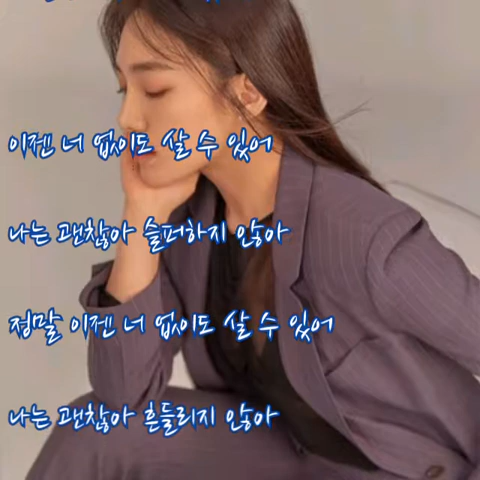 이젠 너 없이도 살 수 있어
나는 괜찮아 슬퍼하지 않아
정말 이젠 너 없이도 살 수 있어
나는 괜찮아 흔들리지 않아